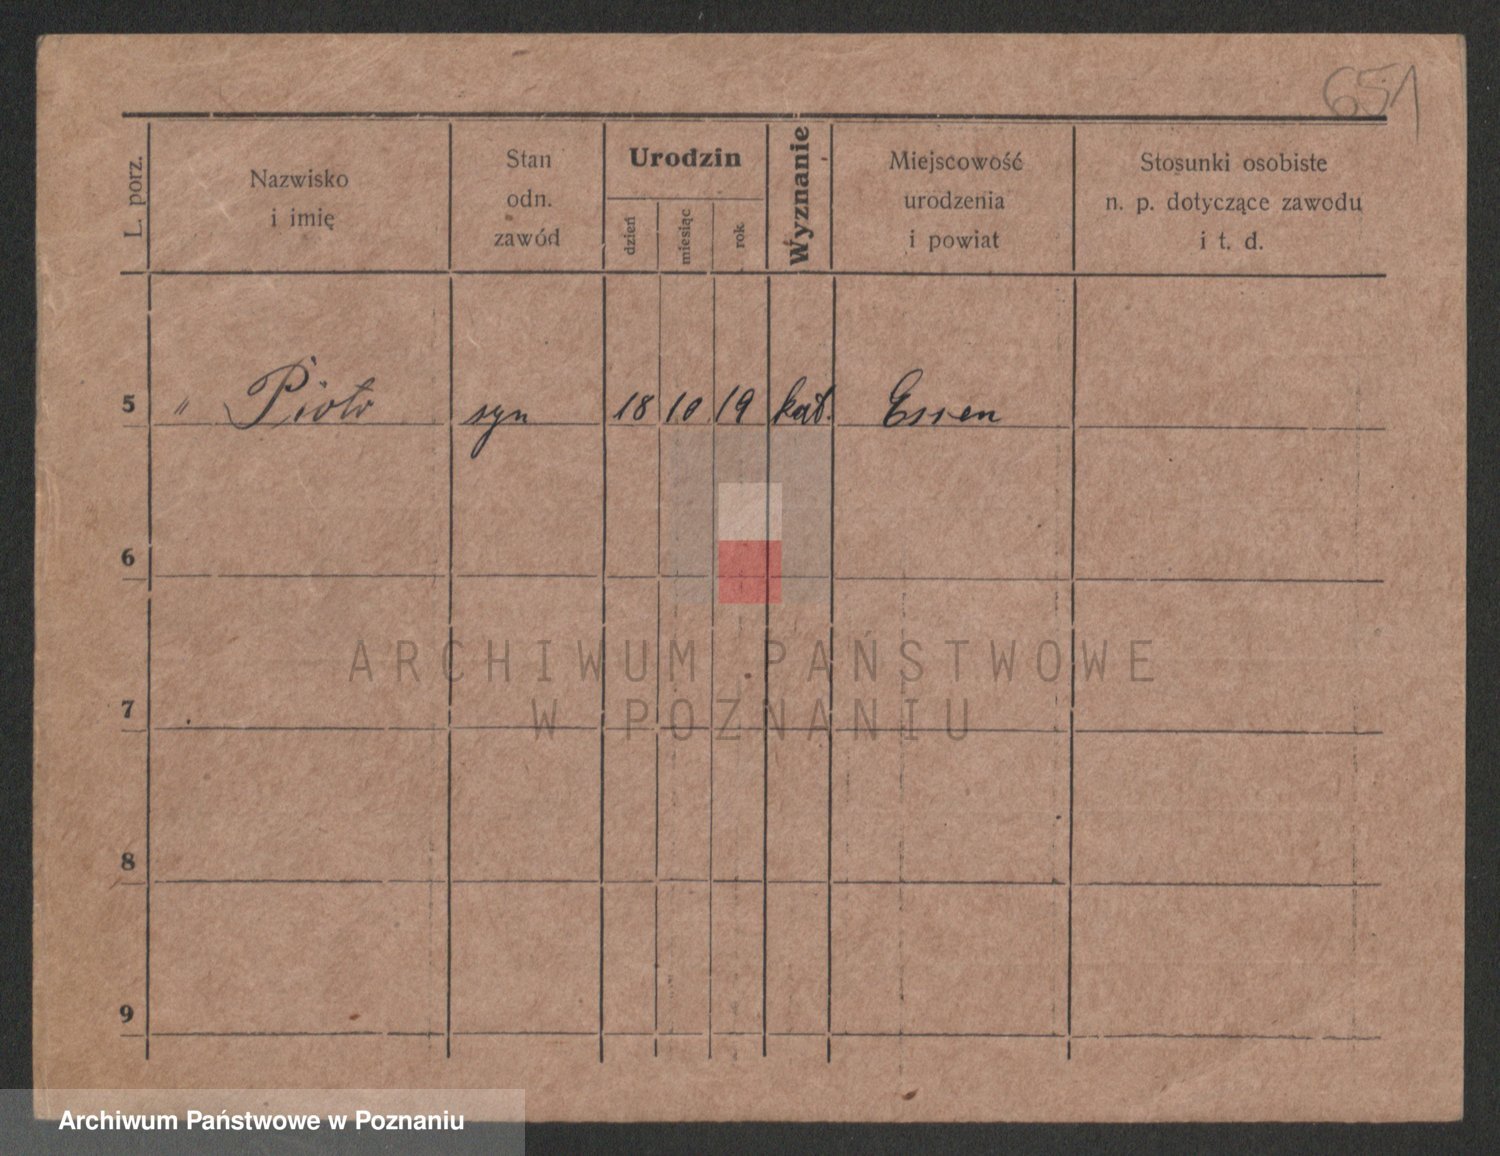 651
L. porz.
Nazwisko
i imię
Stan
odn.
zawód
Urodzin
dzień
miesiąc
rok
Wyznanie
Miejscowość
urodzenia
i powiat
Stosunki osobiste
n. p. dotyczące zawodu
i t. d.
5 " Piotr syn 18 10 19 kat. Essen
6
7
8
9
ARCHIWUM PAŃSTWOWE
W POZNANIU
Archiwum Państwowe w Poznaniu